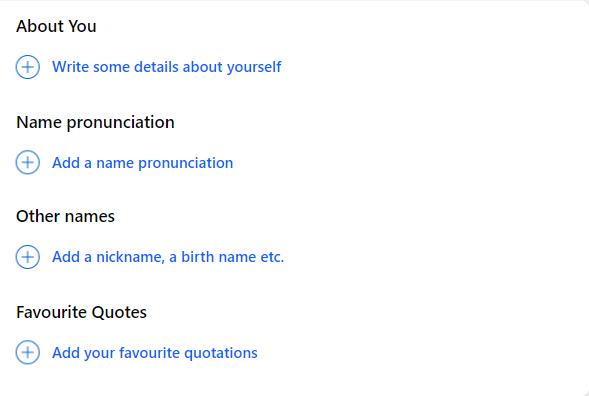 About You
Write some details about yourself
Name pronunciation
Add a name pronunciation
Other names
Add a nickname, a birth name etc.
Favourite Quotes
Add your favourite quotations